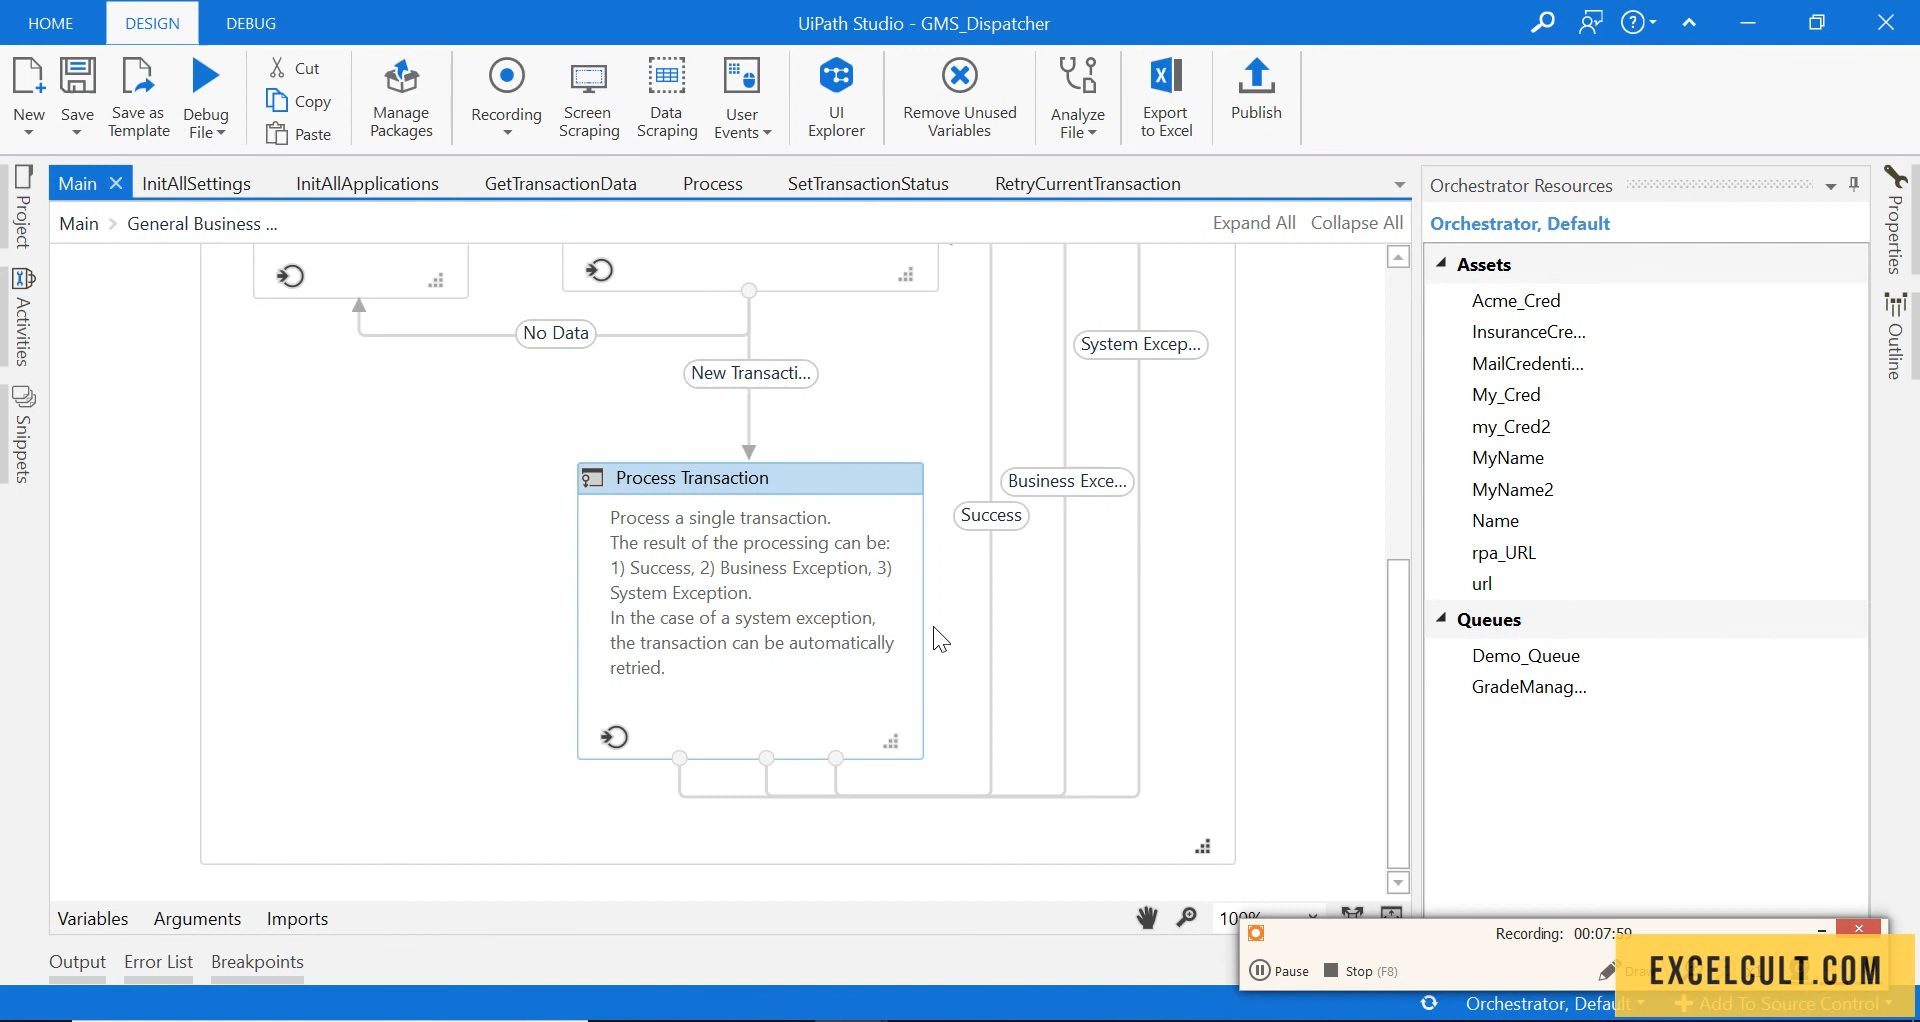 HOME DESIGN DEBUG UiPath Studio - GMS_Dispatcher
New
Save
Save as
Template
Debug
File
Cut
Copy
Paste
Manage
Packages
Recording
Screen
Scraping
Data
Scraping
User
Events
UI
Explorer
Remove Unused
Variables
Analyze
File
Export
to Excel
Publish
Main InitAllSettings InitAllApplications GetTransactionData Process SetTransactionStatus RetryCurrentTransaction
Main > General Business ... Expand All Collapse All
Project
Activities
Snippets
No Data
New Transacti...
System Excep...
Business Exce...
Success
Process Transaction
Process a single transaction.
The result of the processing can be:
1) Success, 2) Business Exception, 3)
System Exception.
In the case of a system exception,
the transaction can be automatically
retried.
Orchestrator Resources
Orchestrator, Default
Assets
Acme_Cred
InsuranceCre...
MailCredenti...
My_Cred
my_Cred2
MyName
MyName2
Name
rpa_URL
url
Queues
Demo_Queue
GradeManag...
Properties
Outline
Variables Arguments Imports 100%
Output Error List Breakpoints
Recording: 00:07:59
Pause Stop (F8) Draw
EXCELCULT.COM
Orchestrator, Default Add To Source Control